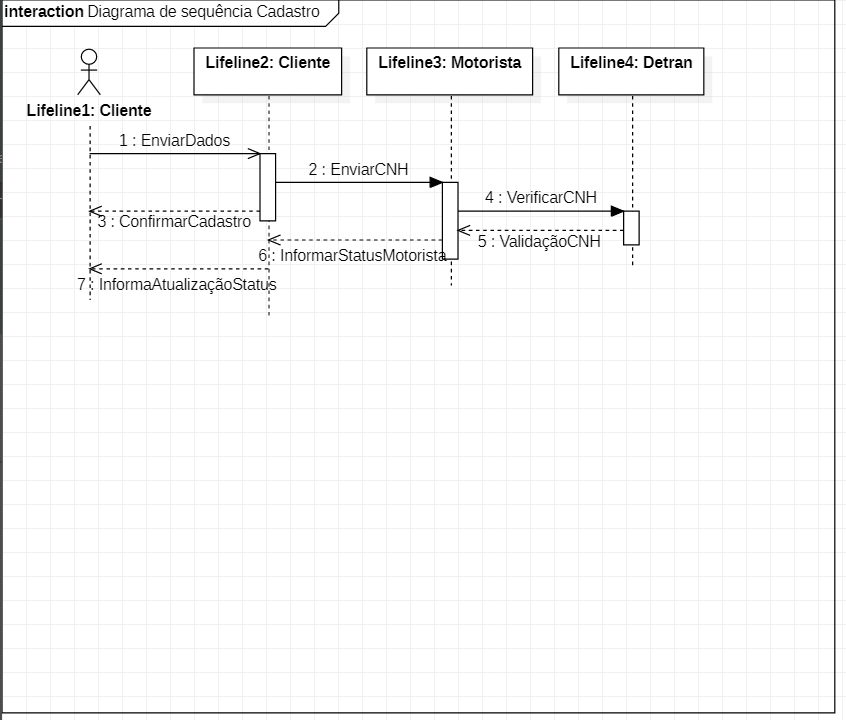 interaction Diagrama de sequência Cadastro
Lifeline2: Cliente
Lifeline3: Motorista
Lifeline4: Detran
Lifeline1: Cliente
1 : EnviarDados
2 : EnviarCNH
4 : VerificarCNH
3 : ConfirmarCadastro
5 : ValidaçãoCNH
6 : InformarStatusMotorista
7 : InformaAtualizaçãoStatus